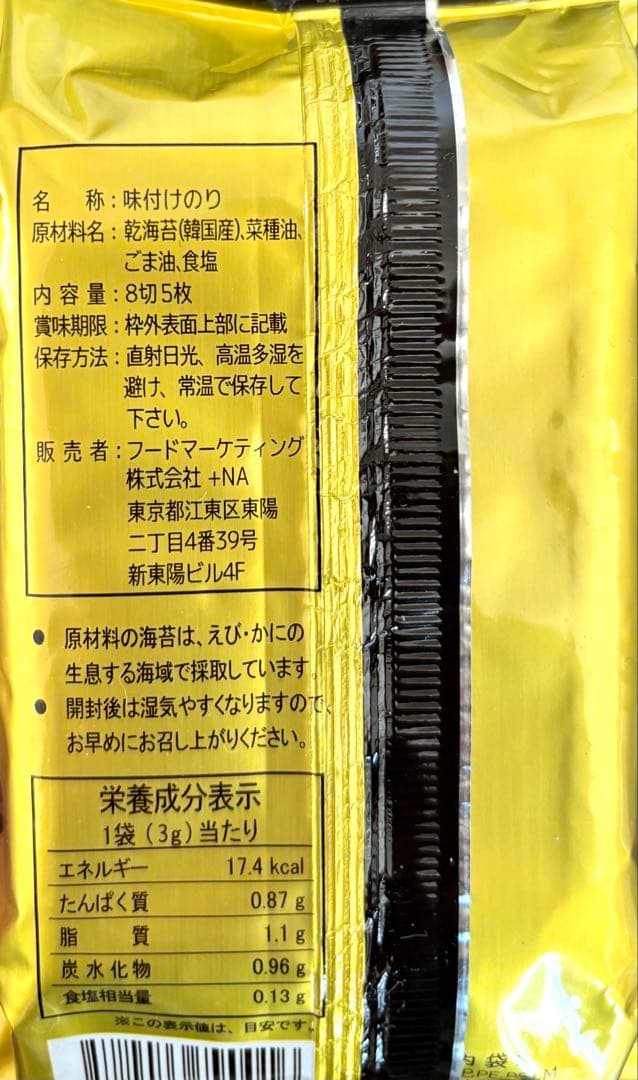 名 称:味付けのり
原材料名:乾海苔(韓国産)、菜種油、
ごま油、食塩
内容量:8切5枚
賞味期限:枠外表面上部に記載
保存方法:直射日光、高温多湿を
避け、常温で保存して
下さい。
販売者:フードマーケティング
株式会社 +NA
東京都江東区東陽
二丁目4番39号
新東陽ビル4F
● 原材料の海苔は、えび・かにの
生息する海域で採取しています。
● 開封後は湿気やすくなりますので、
お早めにお召し上がりください。
栄養成分表示
1袋(3g)当たり
エネルギー 17.4 kcal
たんぱく質 0.87 g
脂質 1.1 g
炭水化物 0.96 g
食塩相当量 0.13 g
※この表示値は、目安です。
内袋